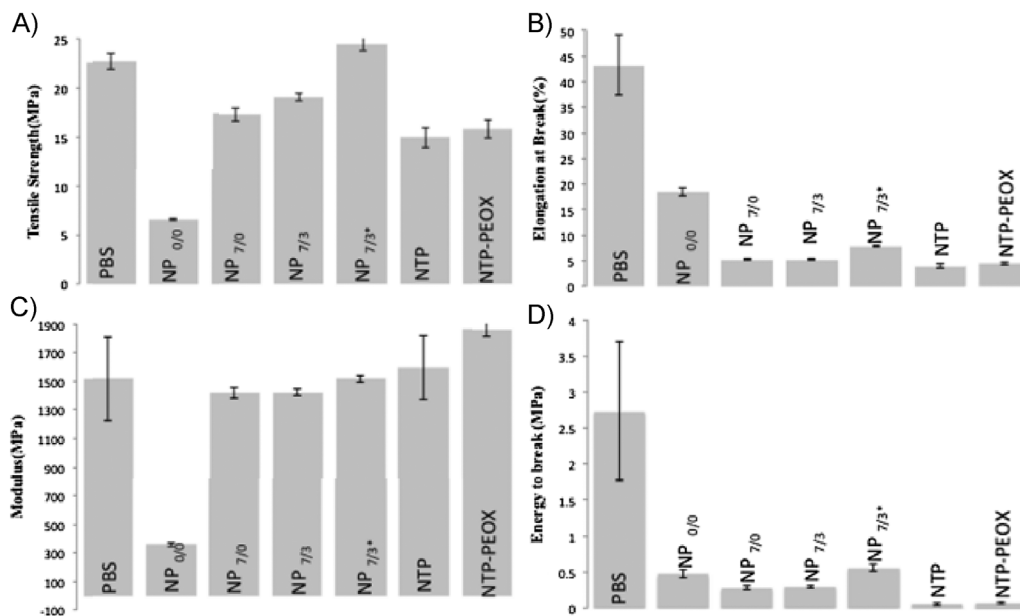 A)
Tensile Strength(MPa)
25
20
15
10
5
0
PBS
NP 0/0
NP 7/0
NP 7/3
NP 7/3*
NTP
NTP-PEOX
B)
Elongation at Break(%)
50
45
40
35
30
25
20
15
10
5
0
PBS
NP 0/0
NP 7/0
NP 7/3
NP 7/3*
NTP
NTP-PEOX
C)
Modulus(MPa)
1900
1700
1500
1300
1100
900
700
500
300
100
-100
PBS
NP 0/0
NP 7/0
NP 7/3
NP 7/3*
NTP
NTP-PEOX
D)
Energy to break (MPa)
4
3.5
3
2.5
2
1.5
1
0.5
0
PBS
NP 0/0
NP 7/0
NP 7/3
NP 7/3*
NTP
NTP-PEOX